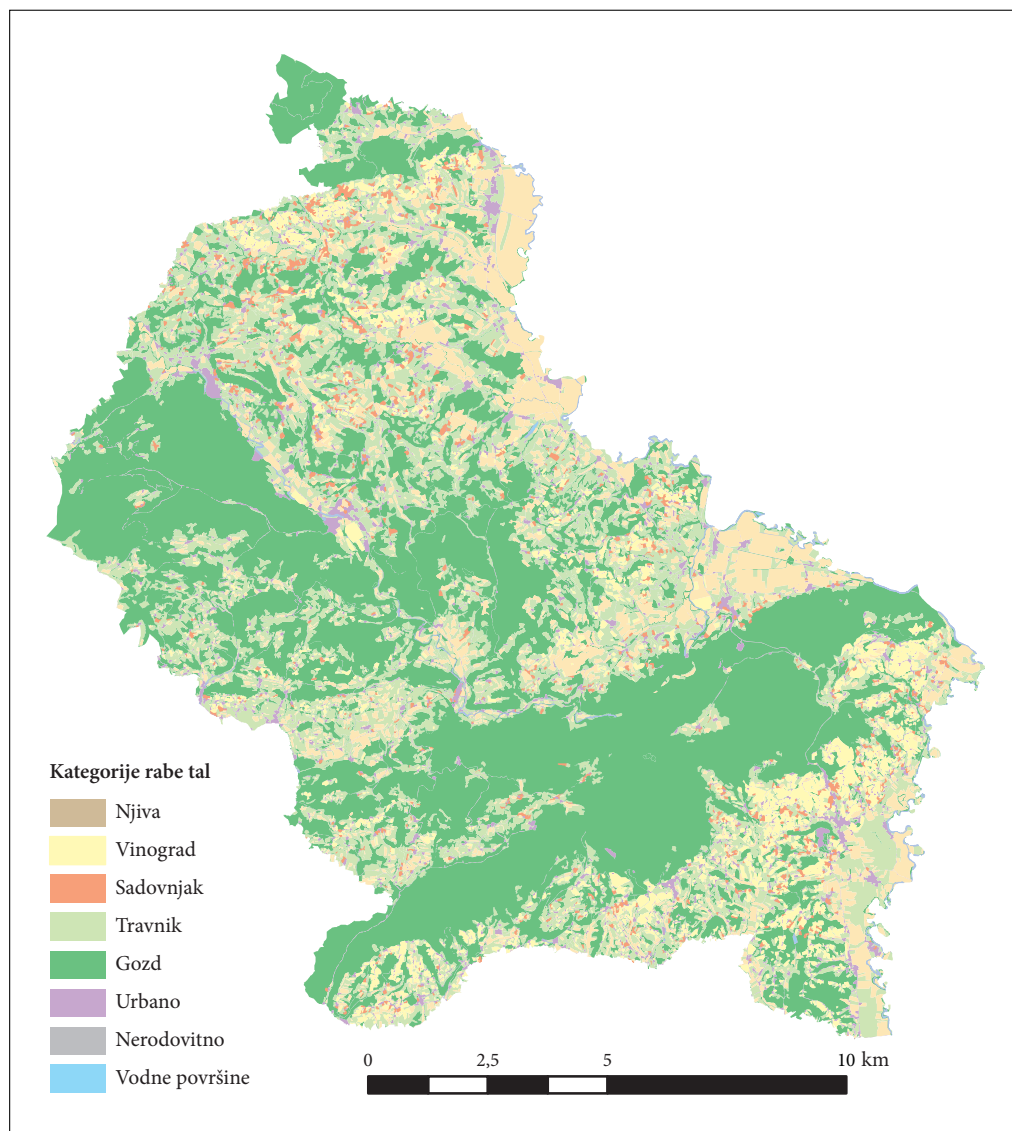 Kategorije rabe tal
Njiva
Vinograd
Sadovnjak
Travnik
Gozd
Urbano
Nerodovitno
Vodne površine
0 2,5 5 10 km